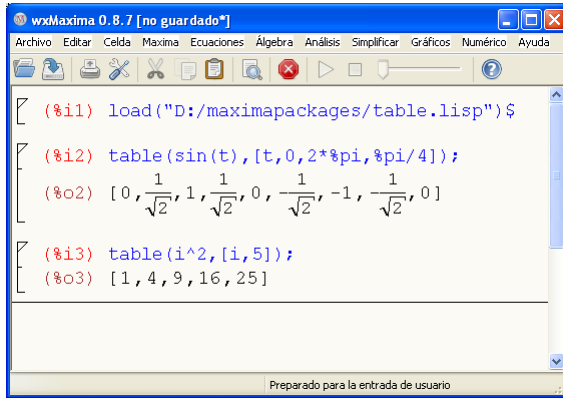 wxMaxima 0.8.7 [no guardado*]
Archivo Editar Celda Maxima Ecuaciones Álgebra Análisis Simplificar Gráficos Numérico Ayuda
(%i1) load("D:/maximapackages/table.lisp")$
(%i2) table(sin(t),[t,0,2*%pi,%pi/4]);
(%o2) [0,1/√2,1,1/√2,0,-1/√2,-1,-1/√2,0]
(%i3) table(i^2,[i,5]);
(%o3) [1,4,9,16,25]
Preparado para la entrada de usuario